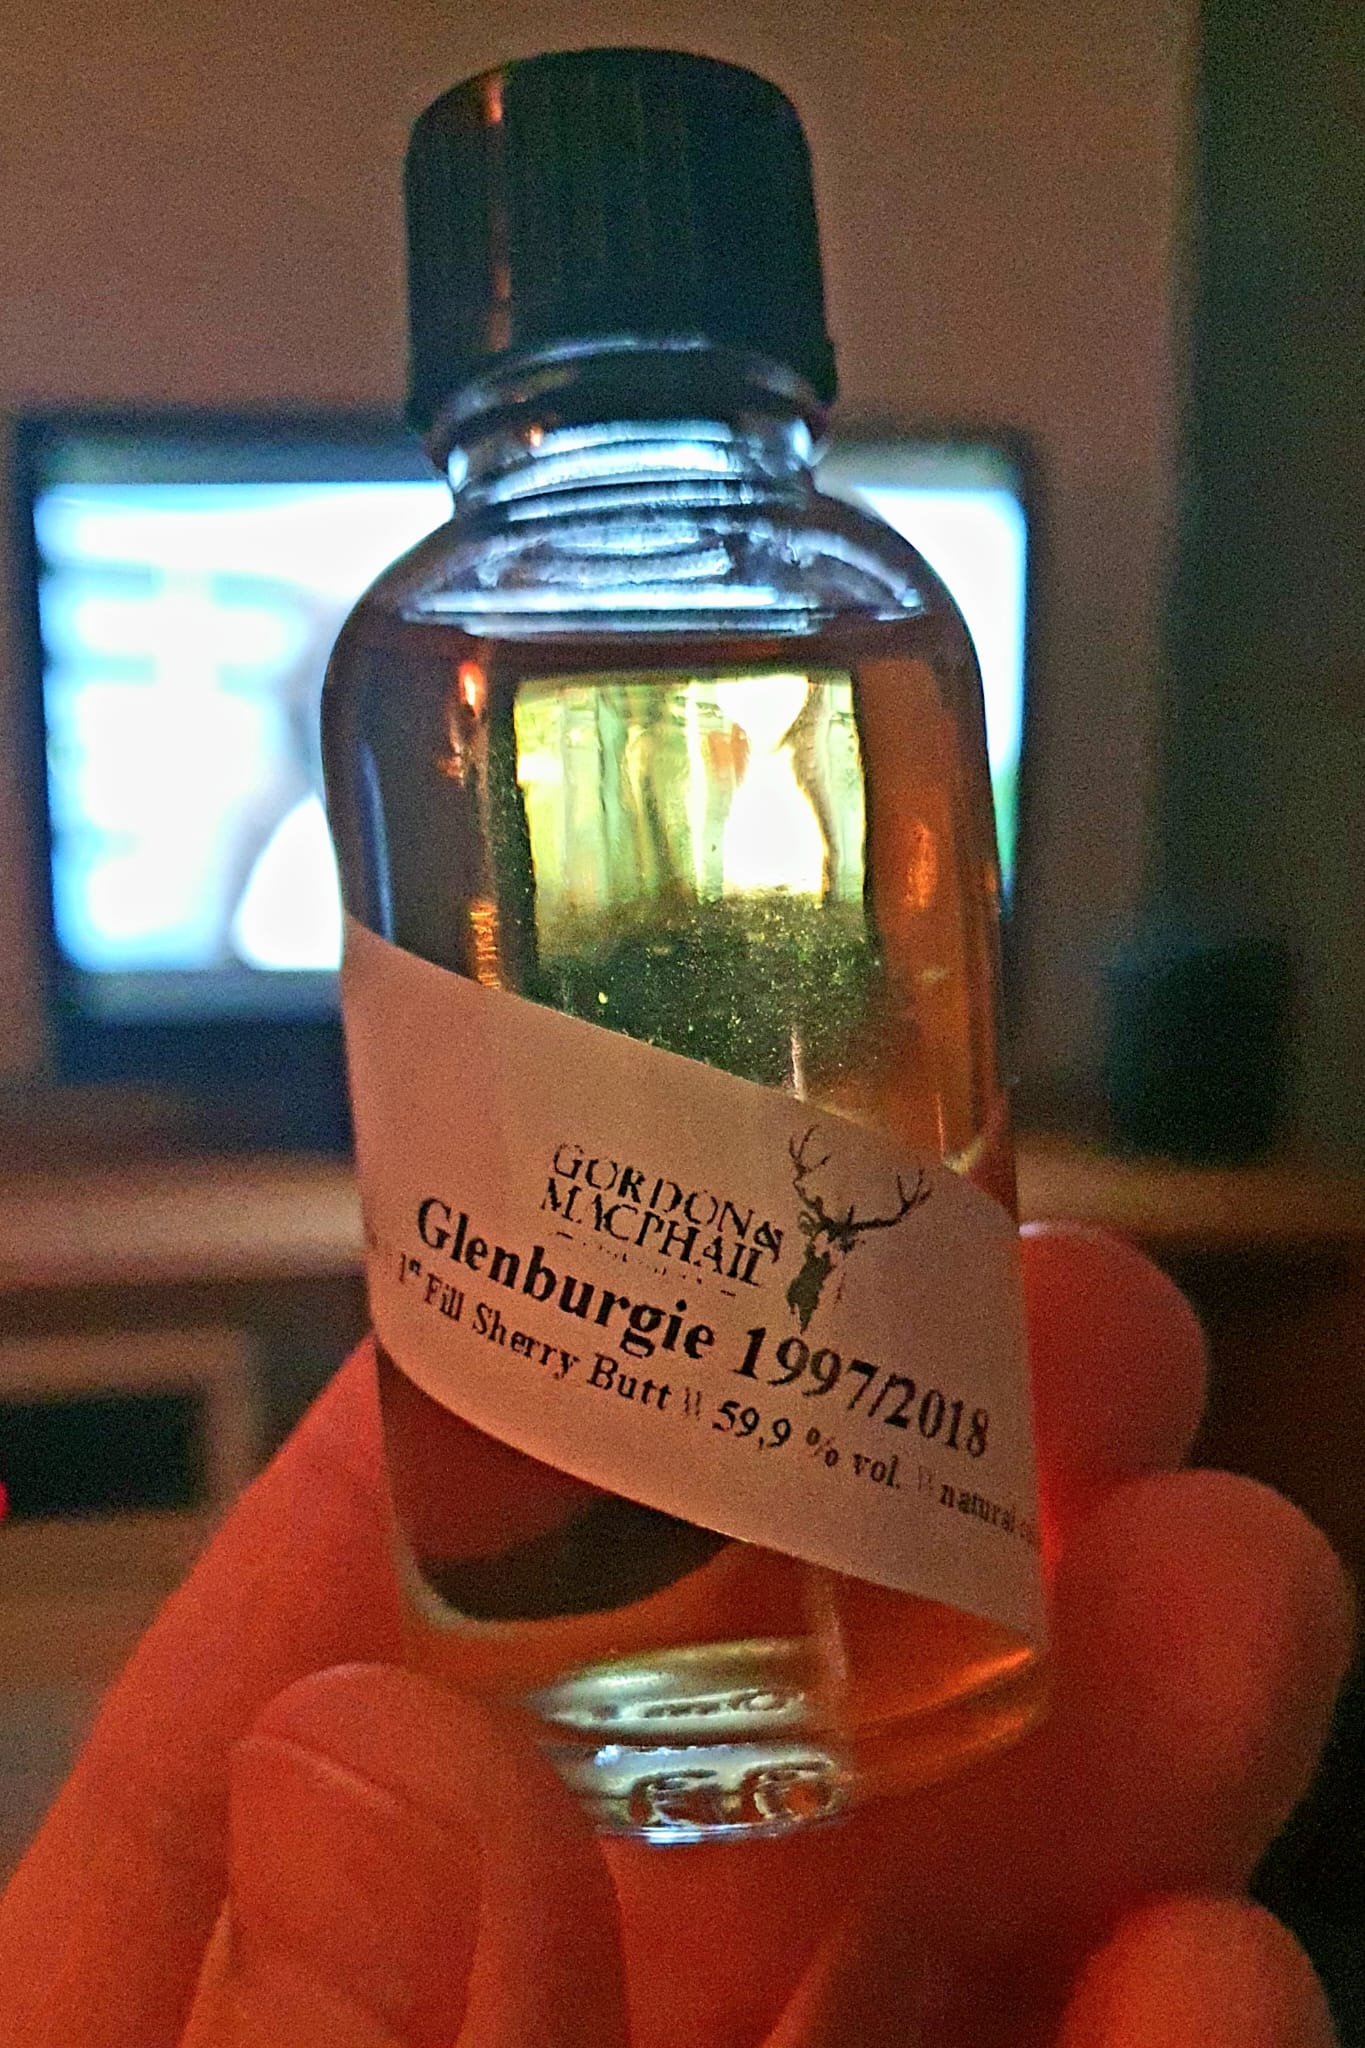 GORDON&
MACPHAIL
Glenburgie 1997/2018
1st Fill Sherry Butt \\ 59,9 % vol. \\ natural